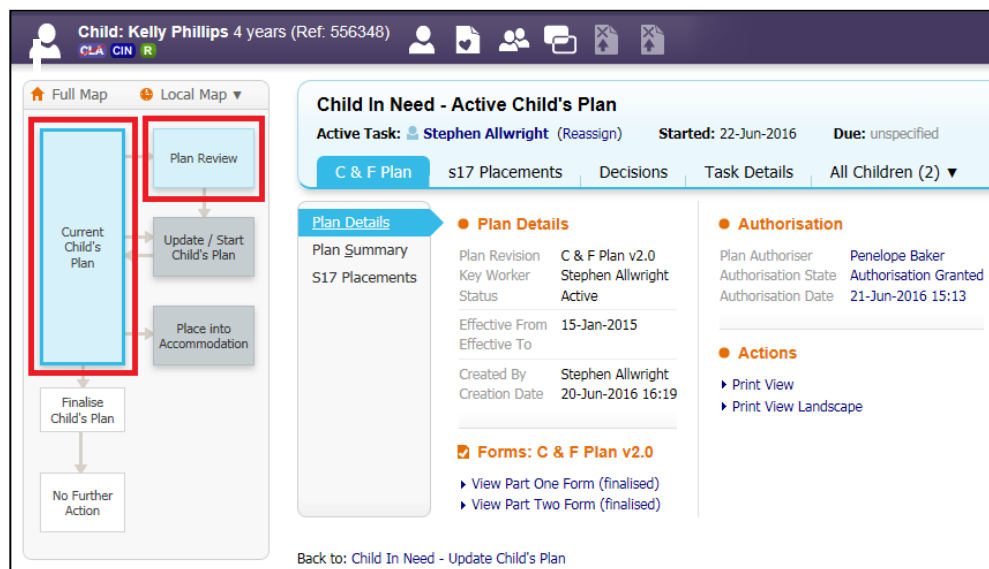 Child: Kelly Phillips 4 years (Ref: 556348)
CLA CIN R
Full Map Local Map ▼
Current
Child's
Plan
Plan Review
Update / Start
Child's Plan
Place into
Accommodation
Finalise
Child's Plan
No Further
Action
Child In Need - Active Child's Plan
Active Task: Stephen Allwright (Reassign) Started: 22-Jun-2016 Due: unspecified
C & F Plan s17 Placements Decisions Task Details All Children (2) ▼
Plan Details
Plan Summary
S17 Placements
Plan Details
Plan Revision C & F Plan v2.0
Key Worker Stephen Allwright
Status Active
Effective From 15-Jan-2015
Effective To
Created By Stephen Allwright
Creation Date 20-Jun-2016 16:19
Forms: C & F Plan v2.0
View Part One Form (finalised)
View Part Two Form (finalised)
Authorisation
Plan Authoriser Penelope Baker
Authorisation State Authorisation Granted
Authorisation Date 21-Jun-2016 15:13
Actions
Print View
Print View Landscape
Back to: Child In Need - Update Child's Plan